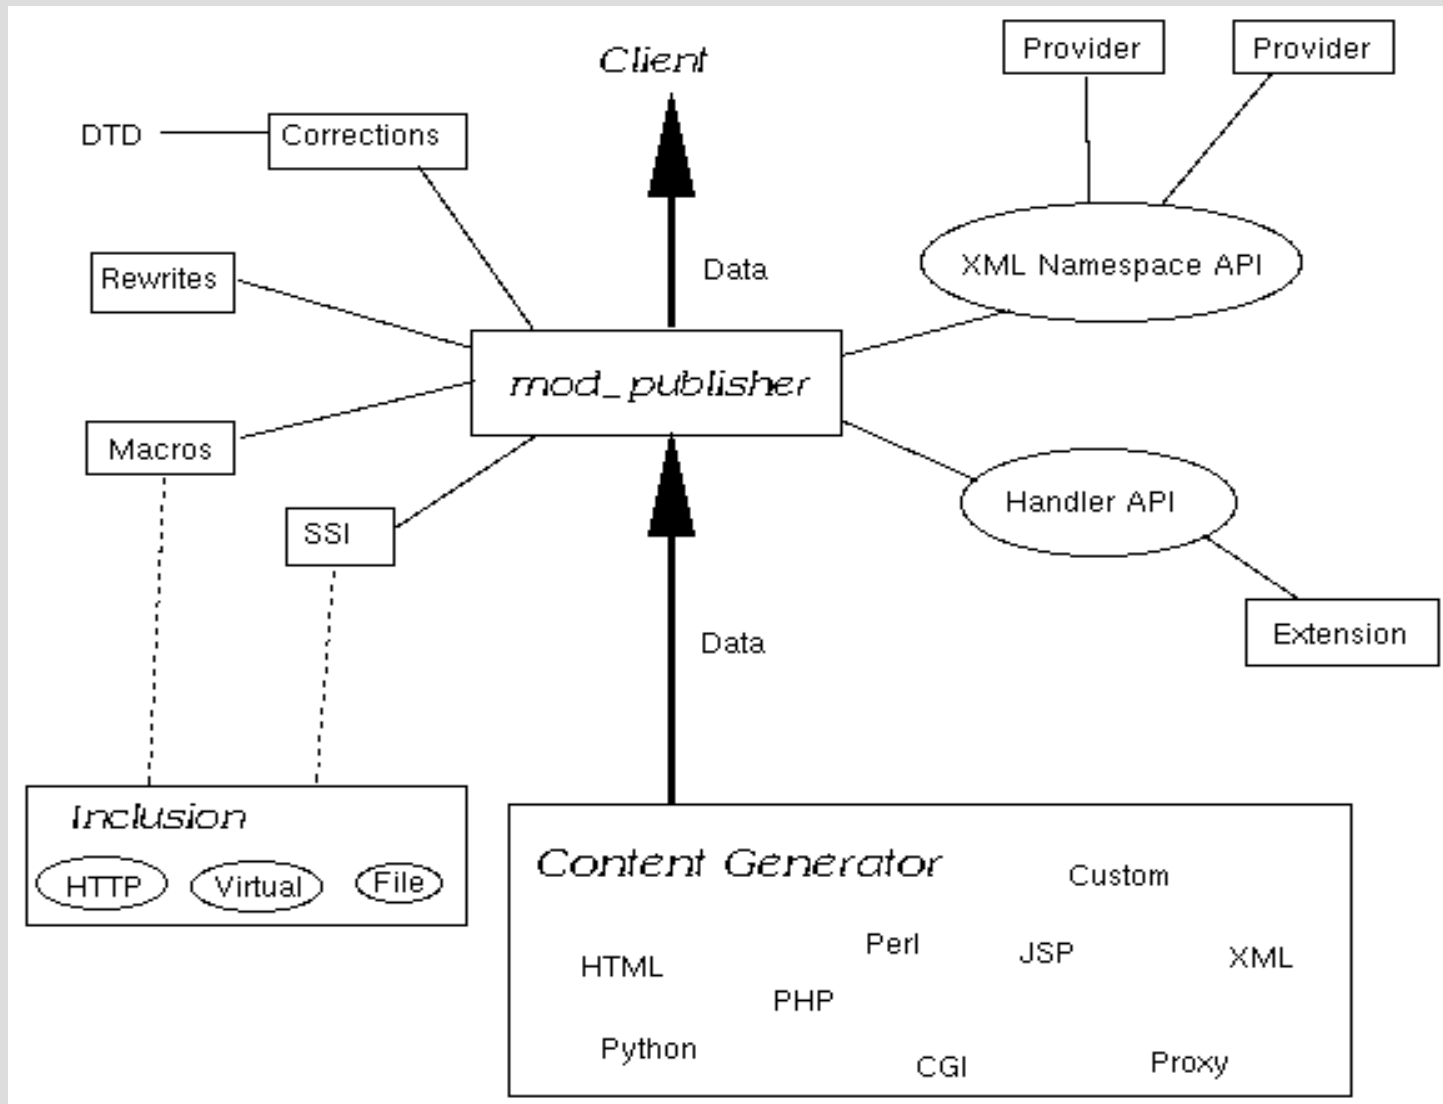 Client
Provider
Provider
DTD
Corrections
Rewrites
Data
XML Namespace API
mod_publisher
Macros
SSI
Handler API
Data
Extension
Inclusion
HTTP
Virtual
File
Content Generator
Custom
HTML
Perl
JSP
XML
PHP
Python
CGI
Proxy